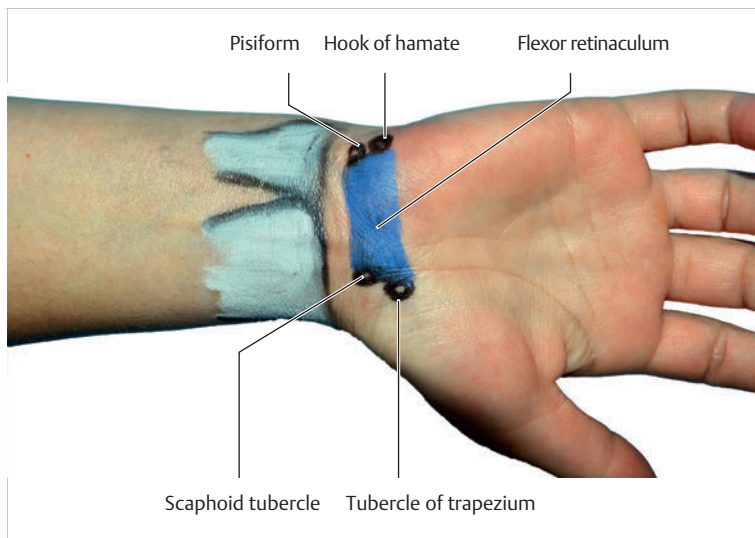 Pisiform
Hook of hamate
Flexor retinaculum
Scaphoid tubercle
Tubercle of trapezium